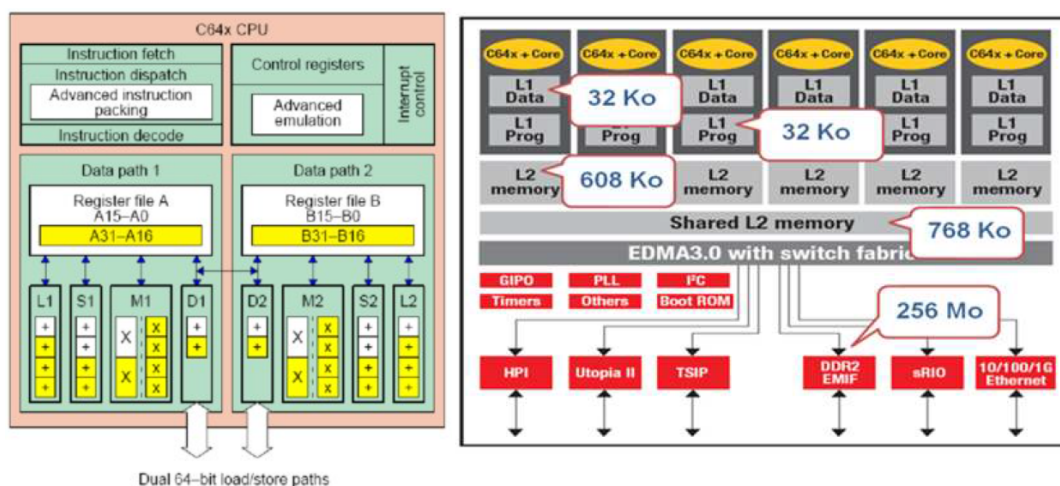 C64x CPU
Instruction fetch
Instruction dispatch
Advanced instruction
packing
Instruction decode
Control registers
Advanced
emulation
Interrupt
control
Data path 1
Register file A
A15–A0
A31–A16
Data path 2
Register file B
B15–B0
B31–B16
L1
S1
M1
D1
D2
M2
S2
L2
+
+
+
+
+
+
+
+
X
X
x
x
x
x
+
+
+
+
X
X
x
x
x
x
+
+
+
+
+
+
+
+
Dual 64–bit load/store paths
C64x + Core
C64x + Core
C64x + Core
C64x + Core
C64x + Core
C64x + Core
L1
Data
32 Ko
L1
Data
L1
Data
L1
Data
L1
Data
L1
Prog
Prog
L1
Prog
32 Ko
L1
Prog
L1
Prog
L2
memory
608 Ko
L2
memory
L2
memory
L2
memory
L2
memory
Shared L2 memory
768 Ko
EDMA3.0 with switch fabric
GIPO
PLL
I²C
Timers
Others
Boot ROM
256 Mo
HPI
Utopia II
TSIP
DDR2
EMIF
sRIO
10/100/1G
Ethernet